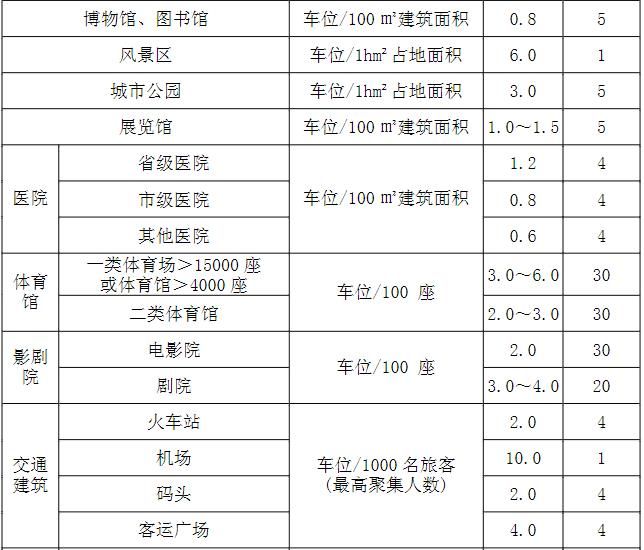 博物馆、图书馆 车位/100 ㎡建筑面积 0.8 5
风景区 车位/1hm² 占地面积 6.0 1
城市公园 车位/1hm² 占地面积 3.0 5
展览馆 车位/100 ㎡建筑面积 1.0～1.5 5
医院 省级医院 车位/100 ㎡建筑面积 1.2 4
市级医院 0.8 4
其他医院 0.6 4
体育馆 一类体育场＞15000 座
或体育馆＞4000 座 车位/100 座 3.0～6.0 30
二类体育馆 2.0～3.0 30
影剧院 电影院 车位/100 座 2.0 30
剧院 3.0～4.0 20
交通建筑 火车站 车位/1000 名旅客
(最高聚集人数) 2.0 4
机场 10.0 1
码头 2.0 4
客运广场 4.0 4